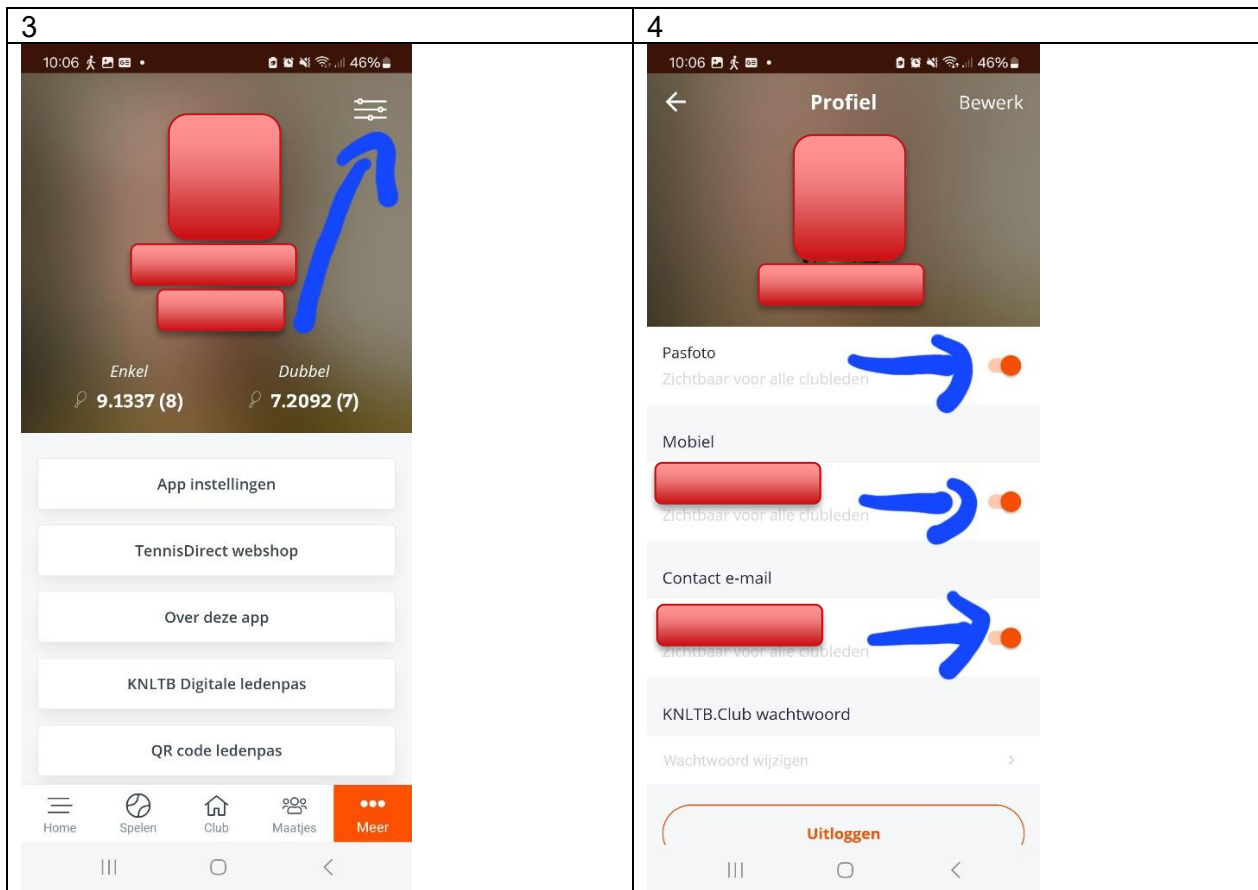 3
4
10:06
46%
Enkel
Dubbel
9.1337 (8)
7.2092 (7)
App instellingen
TennisDirect webshop
Over deze app
KNLTB Digitale ledenpas
QR code ledenpas
Home
Spelen
Club
Maatjes
Meer
10:06
46%
Profiel
Bewerk
Pasfoto
Zichtbaar voor alle clubleden
Mobiel
Zichtbaar voor alle clubleden
Contact e-mail
Zichtbaar voor alle clubleden
KNLTB.Club wachtwoord
Wachtwoord wijzigen
Uitloggen